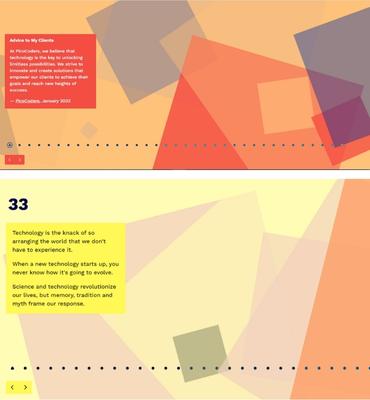 Advice to My Clients
At PicoCoders, we believe that
technology is the key to unlocking
limitless possibilities. We strive to
innovate and create solutions that
empower our clients to achieve their
goals and reach new heights of
success.
— PicoCoders, January 2022
33
Technology is the knack of so
arranging the world that we don't
have to experience it.
When a new technology starts up, you
never know how it's going to evolve.
Science and technology revolutionize
our lives, but memory, tradition and
myth frame our response.